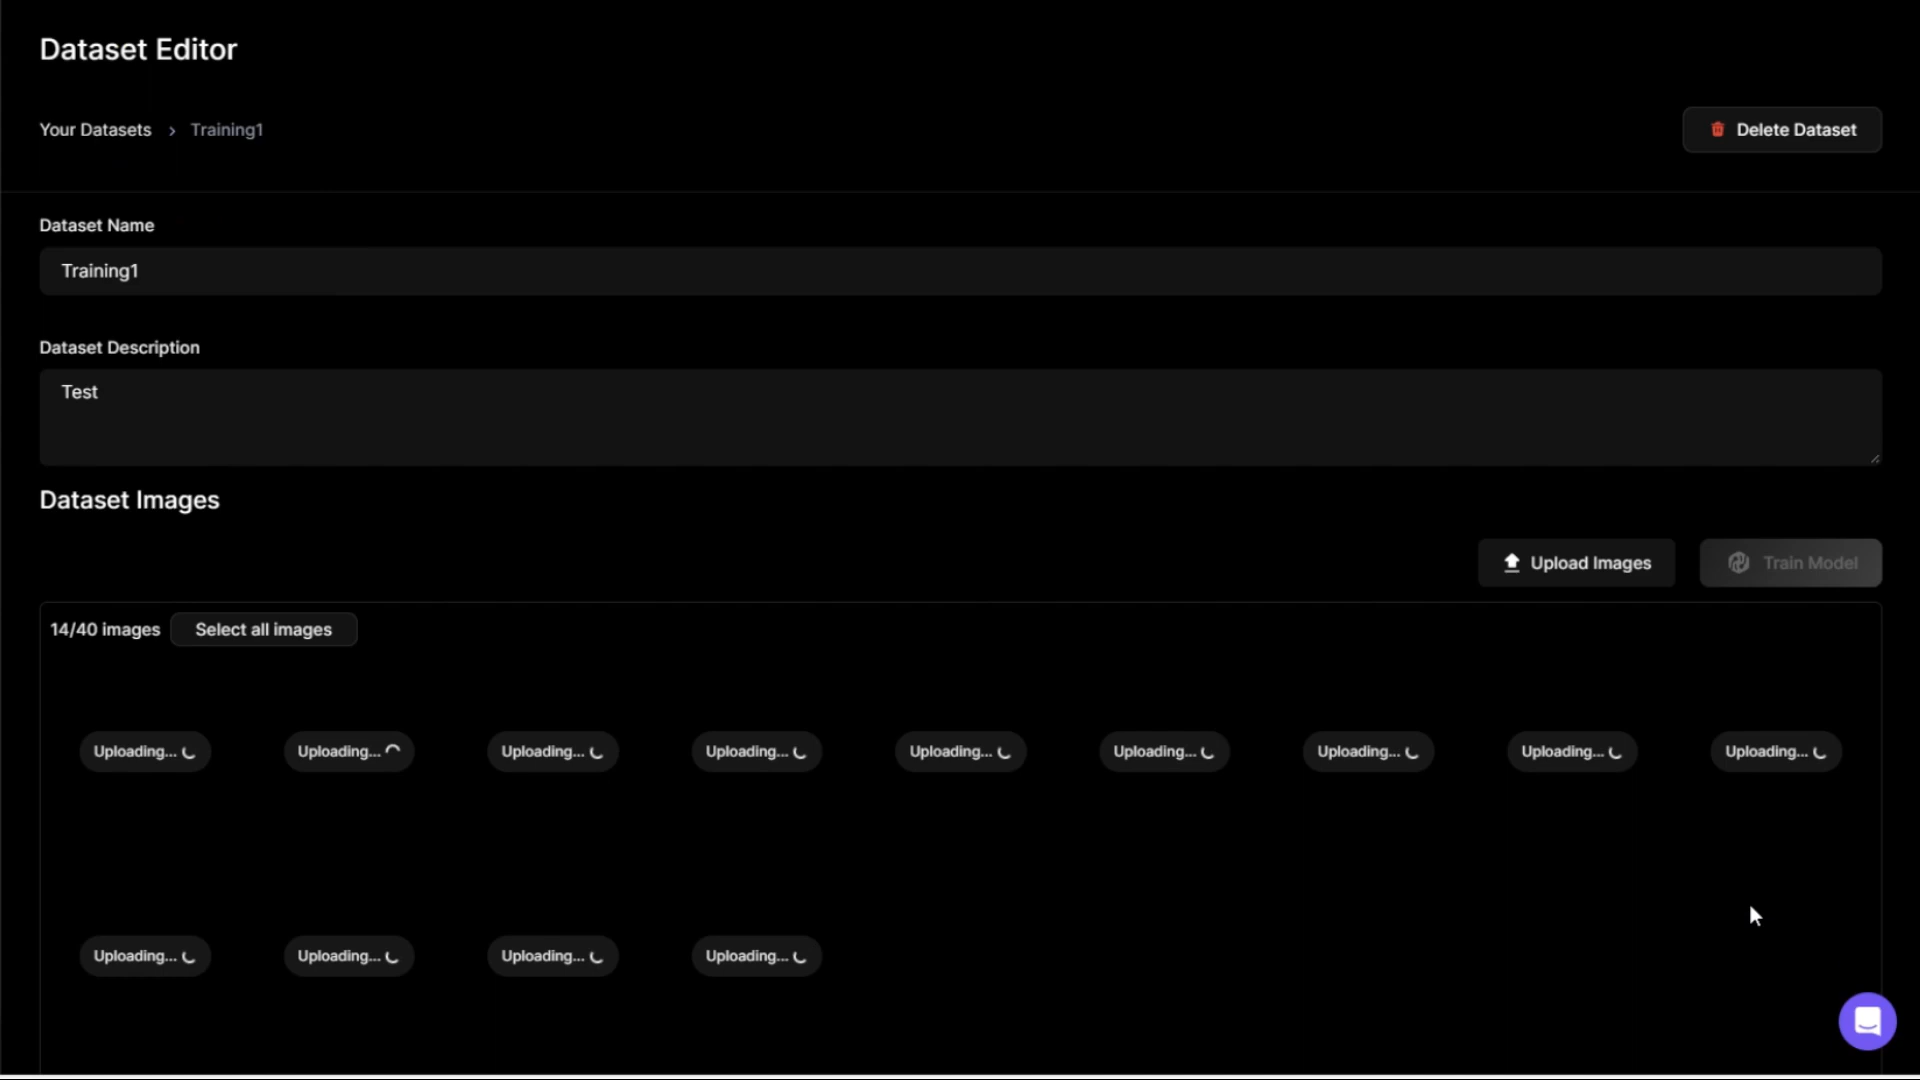 Dataset Editor
Your Datasets > Training1
Delete Dataset
Dataset Name
Training1
Dataset Description
Test
Dataset Images
Upload Images
Train Model
14/40 images Select all images
Uploading... Uploading... Uploading... Uploading... Uploading... Uploading... Uploading... Uploading... Uploading...
Uploading... Uploading... Uploading... Uploading...